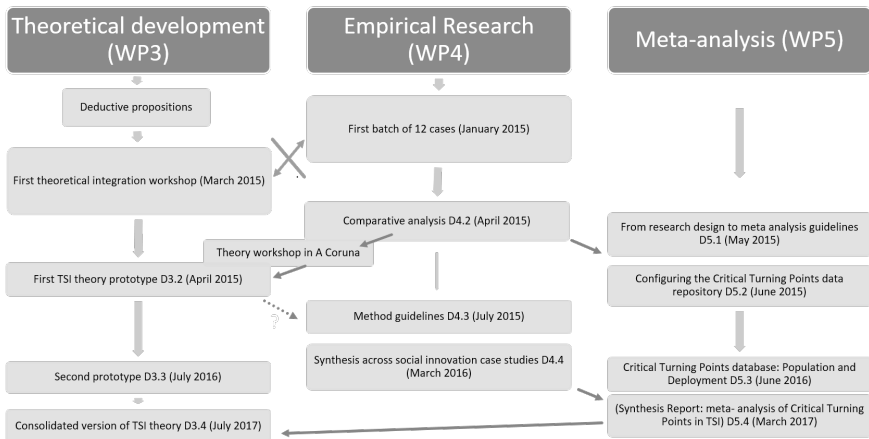 Theoretical development
(WP3)
Empirical Research
(WP4)
Meta-analysis (WP5)
Deductive propositions
First batch of 12 cases (January 2015)
First theoretical integration workshop (March 2015)
Comparative analysis D4.2 (April 2015)
From research design to meta analysis guidelines
D5.1 (May 2015)
Theory workshop in A Coruna
First TSI theory prototype D3.2 (April 2015)
Configuring the Critical Turning Points data
repository D5.2 (June 2015)
?
Method guidelines D4.3 (July 2015)
Synthesis across social innovation case studies D4.4
(March 2016)
Second prototype D3.3 (July 2016)
Critical Turning Points database: Population and
Deployment D5.3 (June 2016)
(Synthesis Report: meta- analysis of Critical Turning
Points in TSI) D5.4 (March 2017)
Consolidated version of TSI theory D3.4 (July 2017)